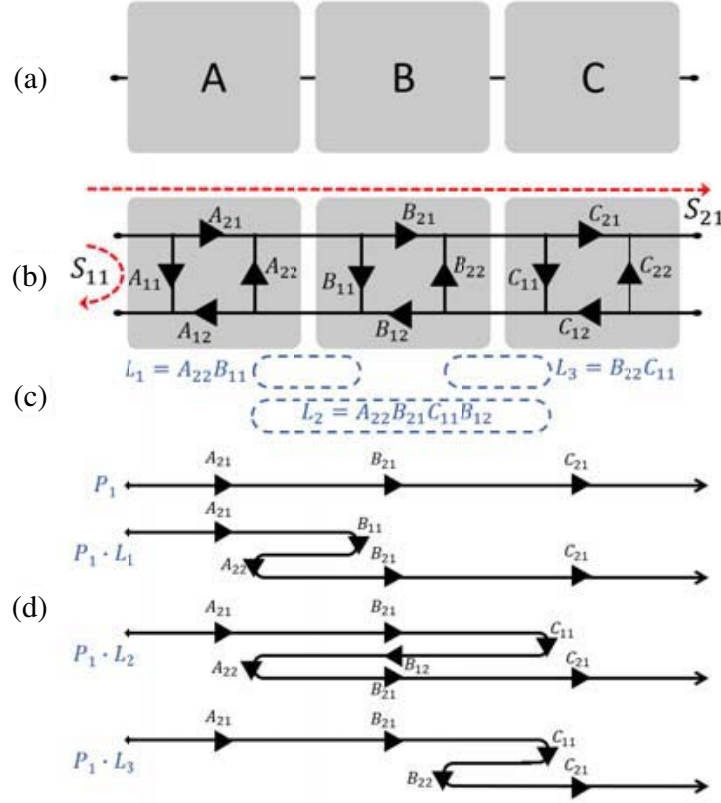 (a)
A B C
(b)
S₁₁
S₂₁
A₂₁ B₂₁ C₂₁
A₁₁ A₂₂ B₁₁ B₂₂ C₁₁ C₂₂
A₁₂ B₁₂ C₁₂
(c)
L₁ = A₂₂B₁₁
L₃ = B₂₂C₁₁
L₂ = A₂₂B₂₁C₁₁B₁₂
(d)
P₁
A₂₁ B₂₁ C₂₁
P₁ · L₁
A₂₁ B₁₁
A₂₂ B₂₁ C₂₁
P₁ · L₂
A₂₁ B₂₁ C₁₁
A₂₂ B₁₂ C₂₁
B₂₁
P₁ · L₃
A₂₁ B₂₁ C₁₁
B₂₂ C₂₁